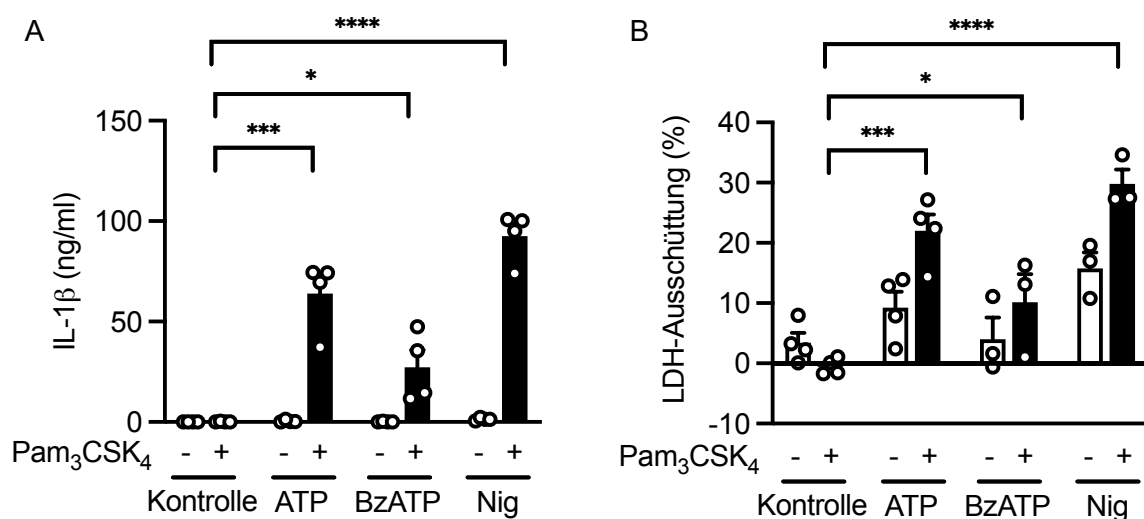 A
****
*
***
IL-1β (ng/ml)
150
100
50
0
Pam3CSK4 - + - + - + - +
Kontrolle ATP BzATP Nig
B
****
*
***
LDH-Ausschüttung (%)
40
30
20
10
0
-10
Pam3CSK4 - + - + - + - +
Kontrolle ATP BzATP Nig